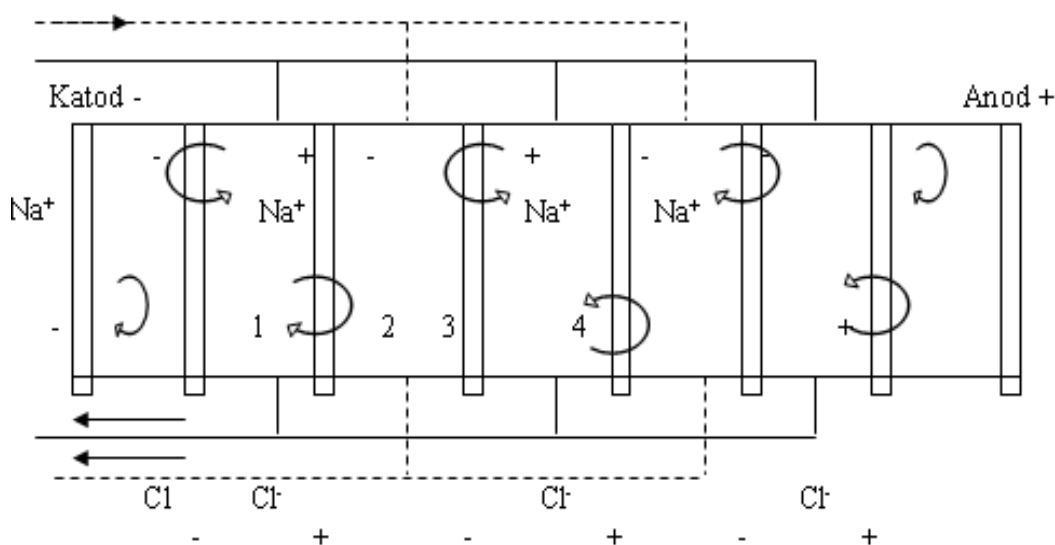 Katod - Anod +
- + - + - -
Na⁺ Na⁺ Na⁺ Na⁺
- 1 2 3 4 +
Cl Cl⁻ Cl⁻ Cl⁻
- + - + - +